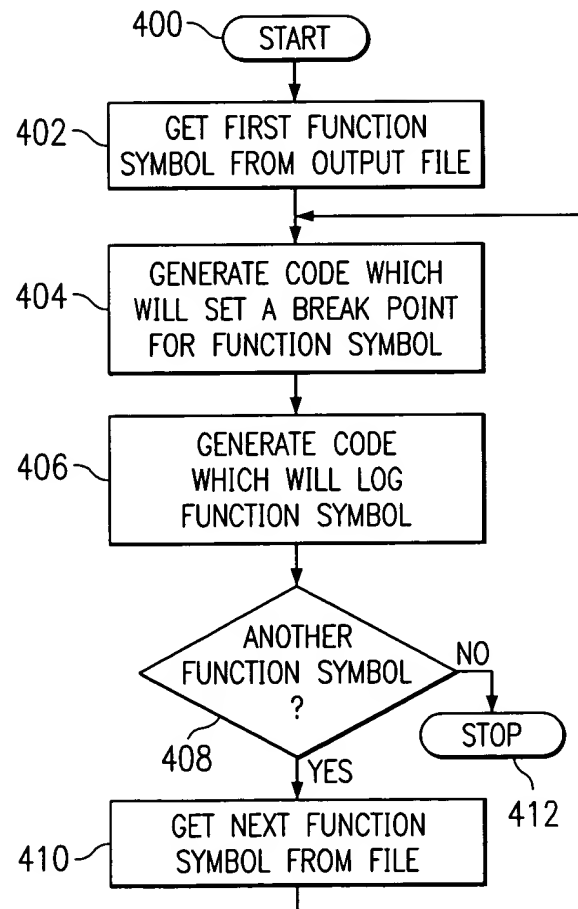 400
START
402
GET FIRST FUNCTION
SYMBOL FROM OUTPUT FILE
404
GENERATE CODE WHICH
WILL SET A BREAK POINT
FOR FUNCTION SYMBOL
406
GENERATE CODE
WHICH WILL LOG
FUNCTION SYMBOL
ANOTHER
FUNCTION SYMBOL
?
NO
408
STOP
412
YES
410
GET NEXT FUNCTION
SYMBOL FROM FILE